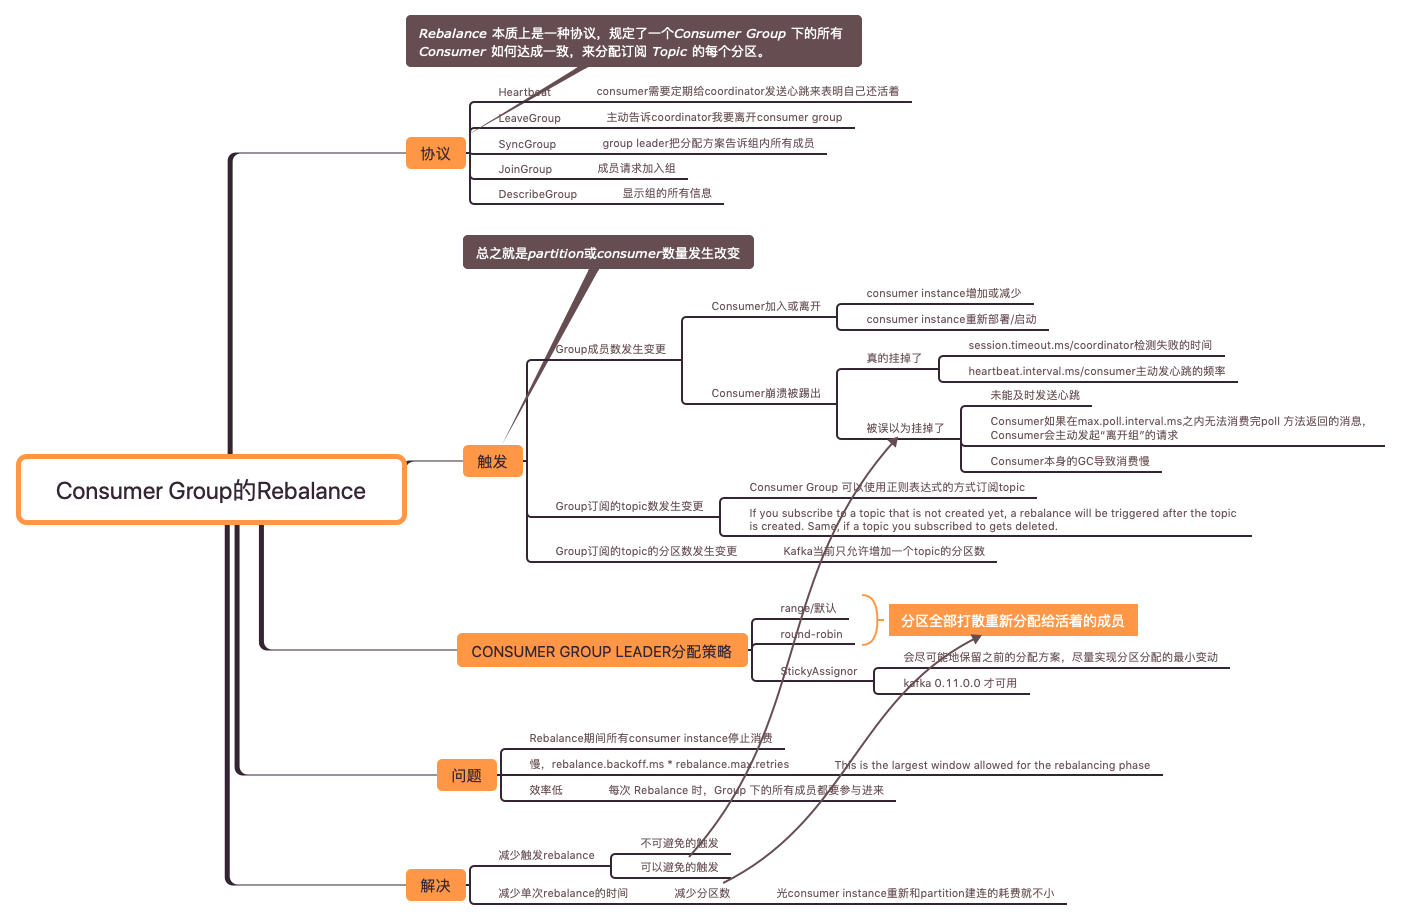 Rebalance 本质上是一种协议，规定了一个Consumer Group 下的所有
Consumer 如何达成一致，来分配订阅 Topic 的每个分区。
Heartbeat
consumer需要定期给coordinator发送心跳来表明自己还活着
LeaveGroup
主动告诉coordinator我要离开consumer group
协议
SyncGroup
group leader把分配方案告诉组内所有成员
JoinGroup
成员请求加入组
DescribeGroup
显示组的所有信息
总之就是partition或consumer数量发生改变
Consumer加入或离开
consumer instance增加或减少
consumer instance重新部署/启动
Group成员数发生变更
真的挂掉了
session.timeout.ms/coordinator检测失败的时间
heartbeat.interval.ms/consumer主动发心跳的频率
Consumer崩溃被踢出
未能及时发送心跳
被误以为挂掉了
Consumer如果在max.poll.interval.ms之内无法消费完poll 方法返回的消息，
Consumer会主动发起“离开组”的请求
Consumer本身的GC导致消费慢
触发
Consumer Group的Rebalance
Group订阅的topic数发生变更
Consumer Group 可以使用正则表达式的方式订阅topic
If you subscribe to a topic that is not created yet, a rebalance will be triggered after the topic
is created. Same, if a topic you subscribed to gets deleted.
Group订阅的topic的分区数发生变更
Kafka当前只允许增加一个topic的分区数
range/默认
round-robin
分区全部打散重新分配给活着的成员
CONSUMER GROUP LEADER分配策略
StickyAssignor
会尽可能地保留之前的分配方案，尽量实现分区分配的最小变动
kafka 0.11.0.0 才可用
Rebalance期间所有consumer instance停止消费
问题
慢，rebalance.backoff.ms * rebalance.max.retries
This is the largest window allowed for the rebalancing phase
效率低
每次 Rebalance 时，Group 下的所有成员都要参与进来
减少触发rebalance
不可避免的触发
可以避免的触发
解决
减少单次rebalance的时间
减少分区数
光consumer instance重新和partition建连的耗费就不小